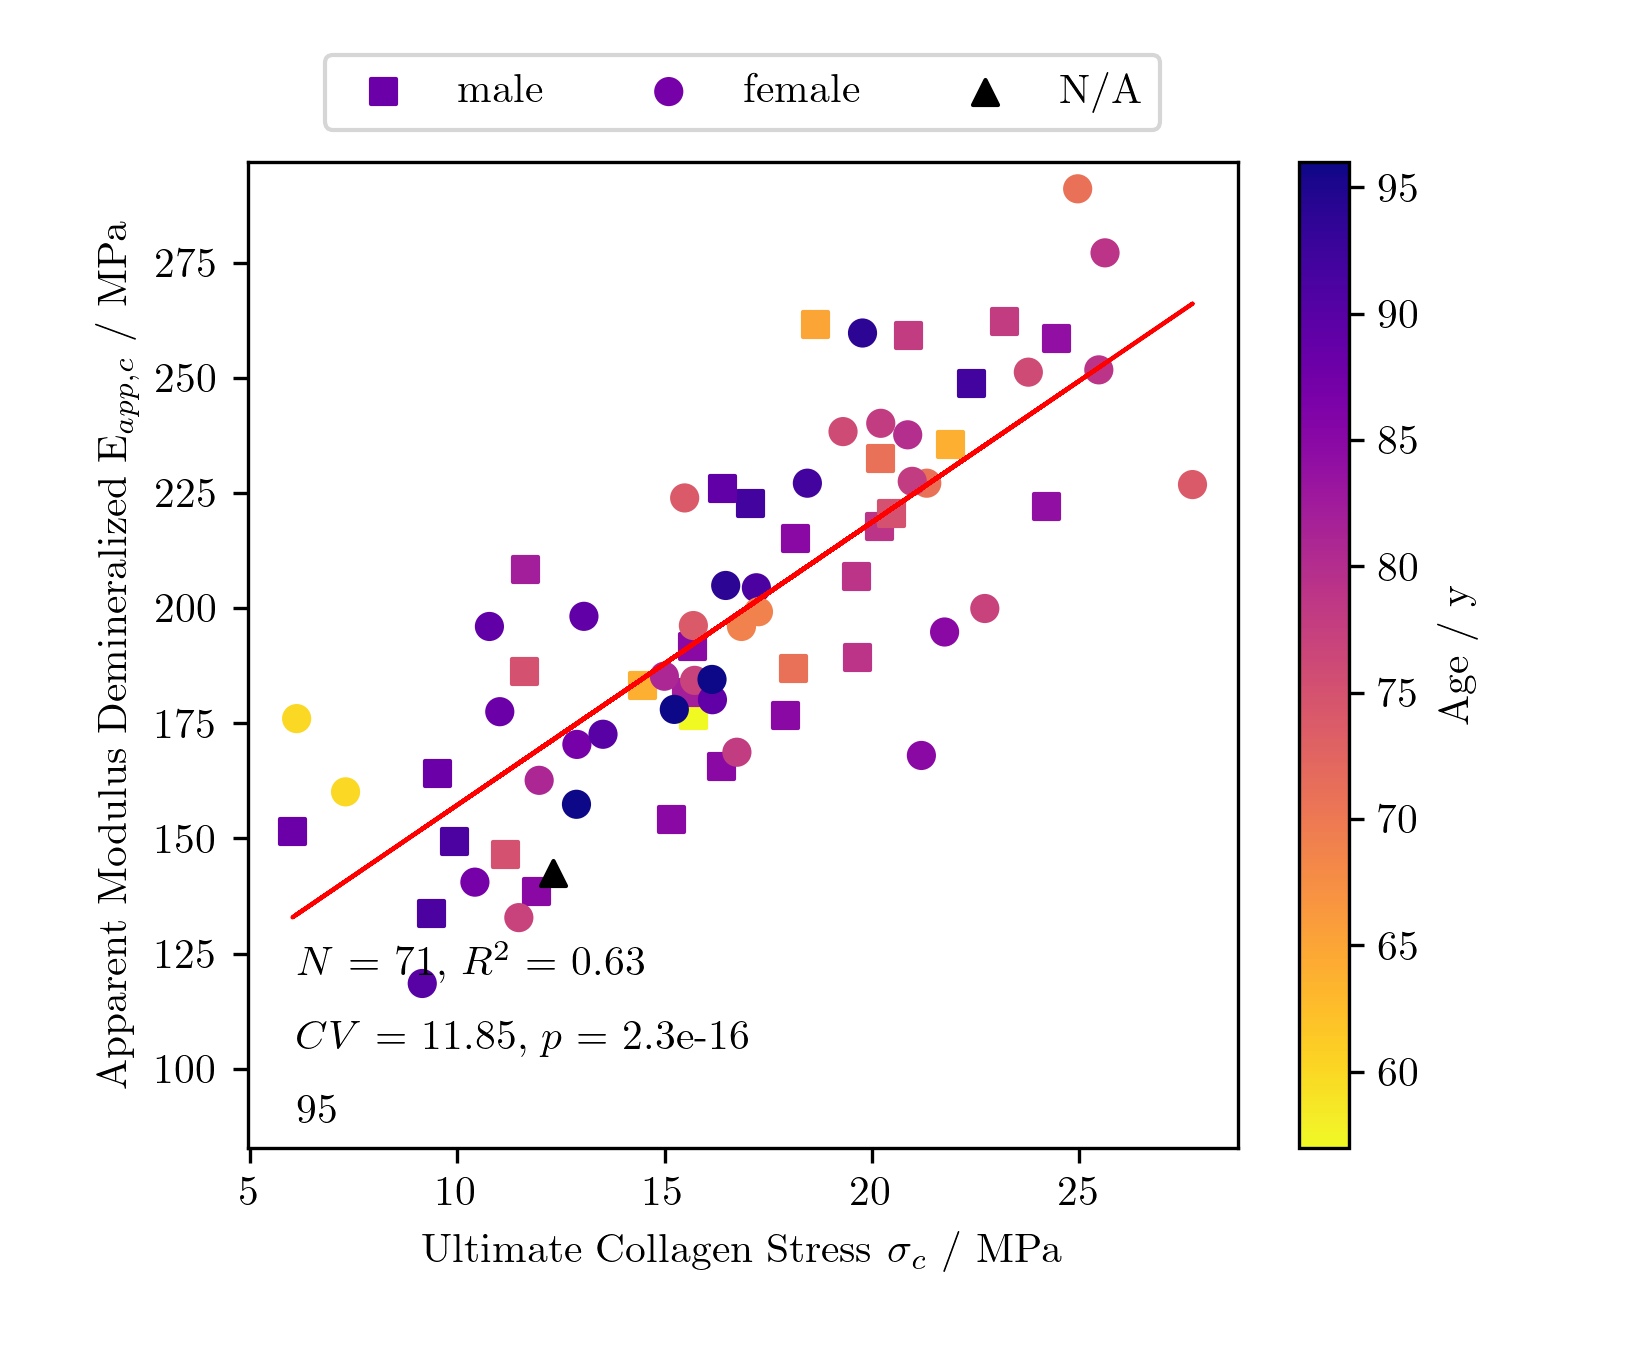 male female N/A
275
250
225
200
175
150
125
100
Apparent Modulus Demineralized E_{app,c} / MPa
N = 71, R² = 0.63
CV = 11.85, p = 2.3e-16
95
5 10 15 20 25
Ultimate Collagen Stress σ_c / MPa
95
90
85
80
75
70
65
60
Age / y